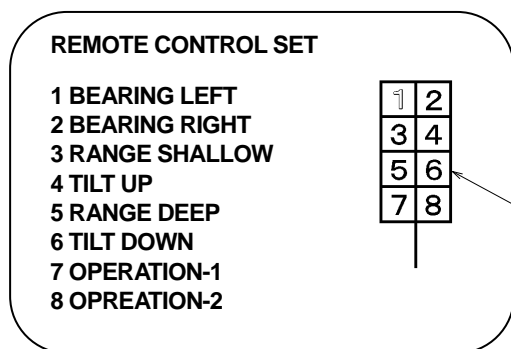 REMOTE CONTROL SET
1 BEARING LEFT
2 BEARING RIGHT
3 RANGE SHALLOW
4 TILT UP
5 RANGE DEEP
6 TILT DOWN
7 OPERATION-1
8 OPREATION-2
1 2
3 4
5 6
7 8